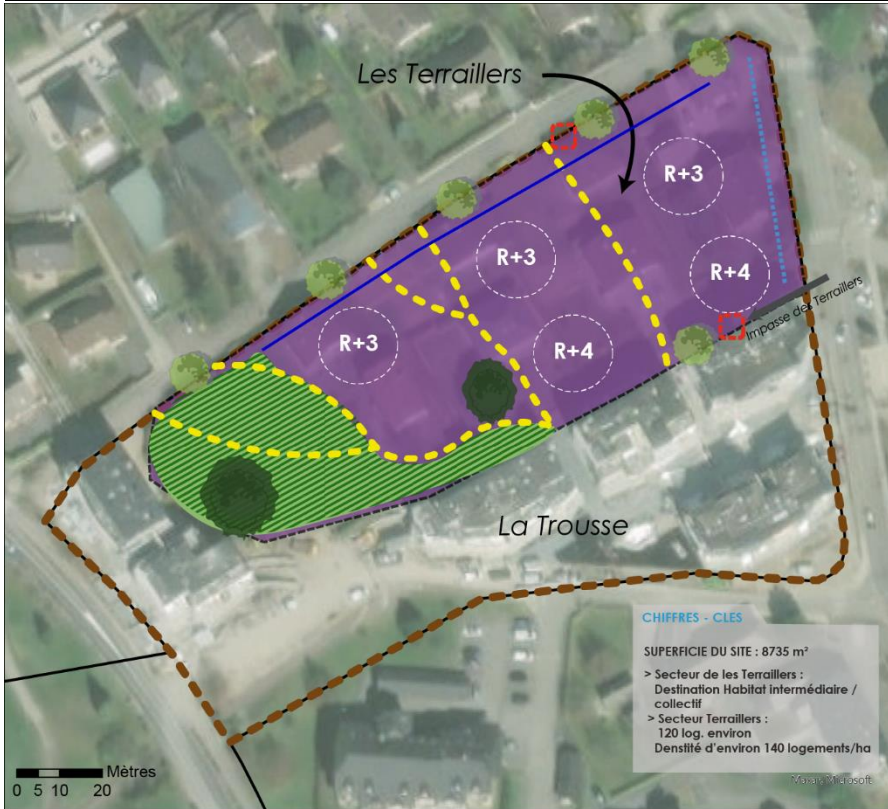 Les Terraillers
R+3
R+3
R+4
R+3
R+4
Impasse des Terraillers
La Trousse
CHIFFRES - CLES
SUPERFICIE DU SITE : 8735 m²
> Secteur de les Terraillers :
Destination Habitat intermédiaire /
collectif
> Secteur Terraillers :
120 log. environ
Denstité d'environ 140 logements/ha
Mètres
0 5 10 20
Maxar, Microsoft